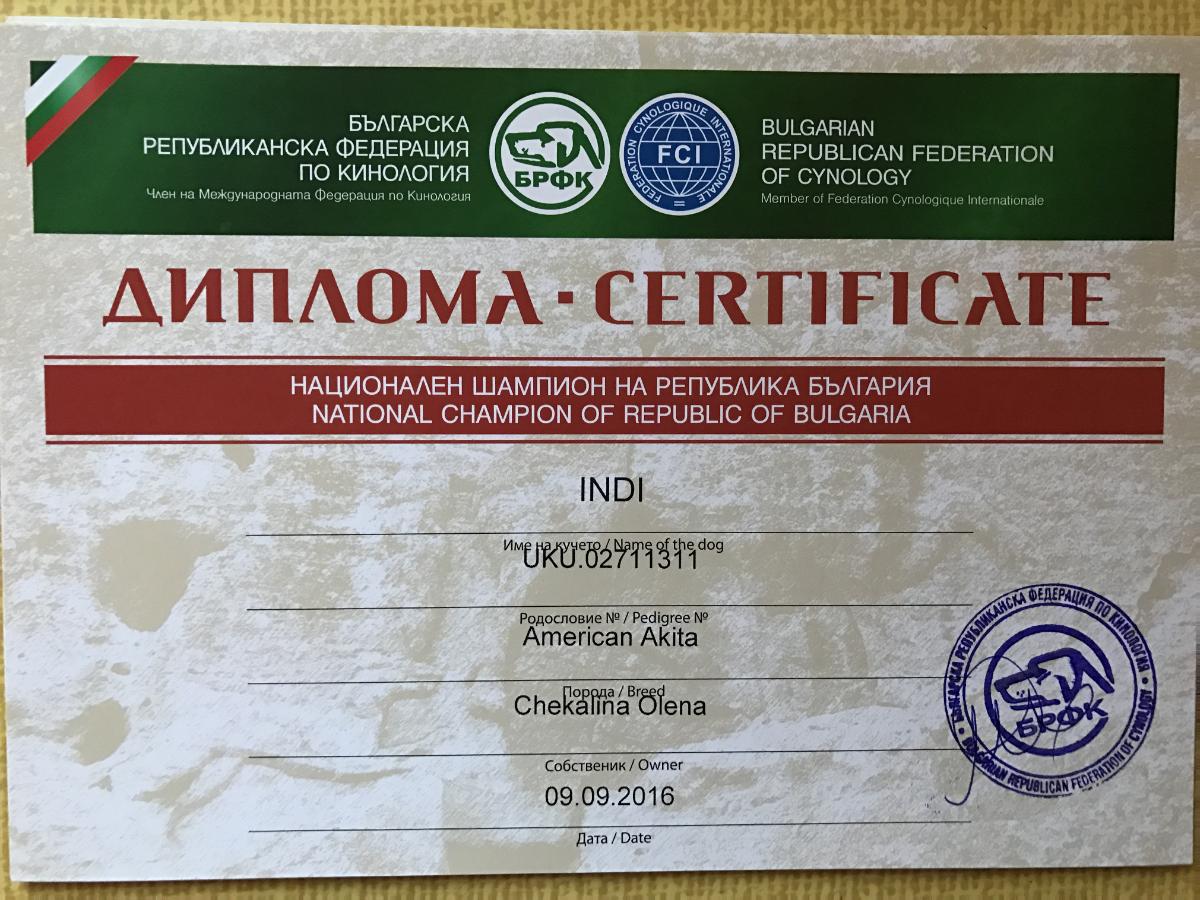 БЪЛГАРСКА
РЕПУБЛИКАНСКА ФЕДЕРАЦИЯ
ПО КИНОЛОГИЯ
Член на Международната Федерация по Кинология
БРФК
FEDERATION CYNOLOGIQUE INTERNATIONALE
FCI
BULGARIAN
REPUBLICAN FEDERATION
OF CYNOLOGY
Member of Federation Cynologique Internationale
ДИПЛОМА · CERTIFICATE
НАЦИОНАЛЕН ШАМПИОН НА РЕПУБЛИКА БЪЛГАРИЯ
NATIONAL CHAMPION OF REPUBLIC OF BULGARIA
INDI
Име на кучето / Name of the dog
UKU.02711311
Родословие № / Pedigree №
American Akita
Порода / Breed
Chekalina Olena
Собственик / Owner
09.09.2016
Дата / Date
БЪЛГАРСКА РЕПУБЛИКАНСКА ФЕДЕРАЦИЯ ПО КИНОЛОГИЯ
БРФК
BULGARIAN REPUBLICAN FEDERATION OF CYNOLOGY